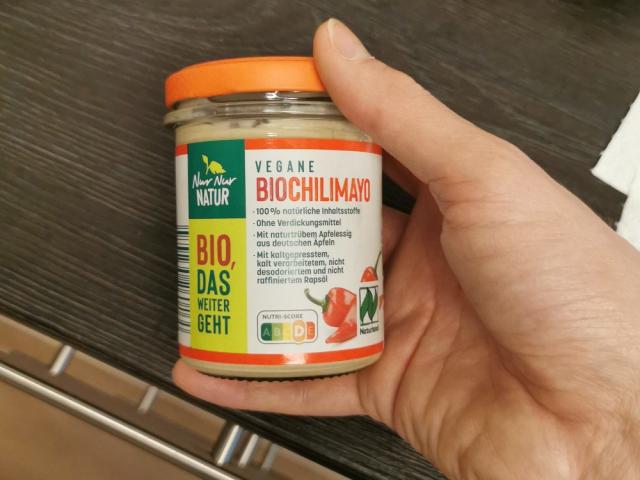 Nur Nur
NATUR
BIO,
DAS
WEITER
GEHT
VEGANE
BIOCHILIMAYO
· 100% natürliche Inhaltsstoffe
· Ohne Verdickungsmittel
· Mit naturtrübem Apfelessig
aus deutschen Äpfeln
· Mit kaltgepresstem,
kalt verarbeitetem, nicht
desodoriertem und nicht
raffiniertem Rapsöl
NUTRI-SCORE
A B C D E